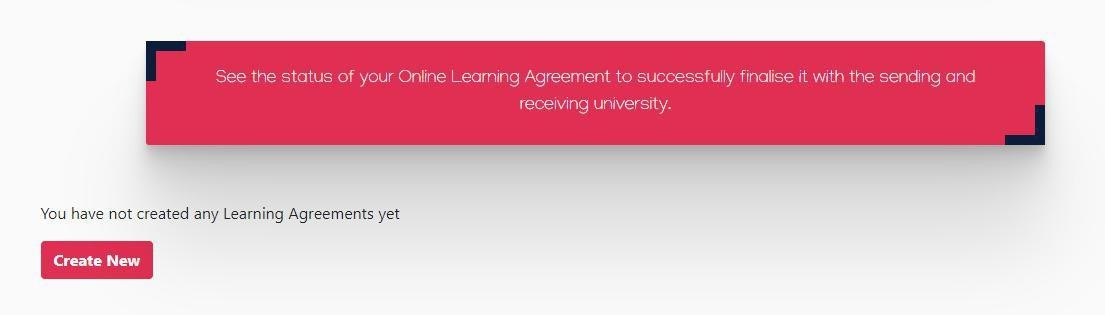 See the status of your Online Learning Agreement to successfully finalise it with the sending and
receiving university.
You have not created any Learning Agreements yet
Create New